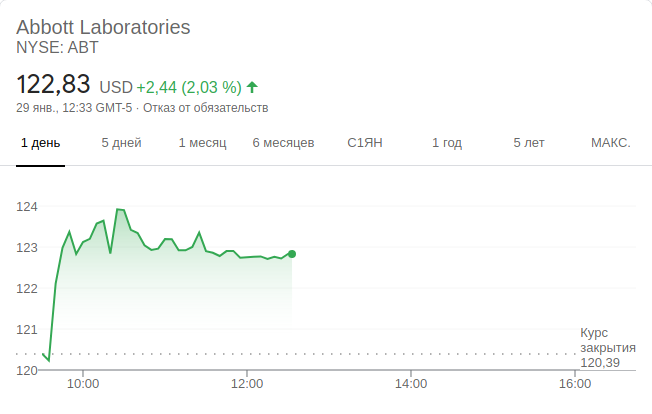 Abbott Laboratories
NYSE: ABT
122,83 USD +2,44 (2,03 %)
29 янв., 12:33 GMT-5 · Отказ от обязательств
1 день 5 дней 1 месяц 6 месяцев С1ЯН 1 год 5 лет МАКС.
124
123
122
121
120
Курс
закрытия
120,39
10:00 12:00 14:00 16:00